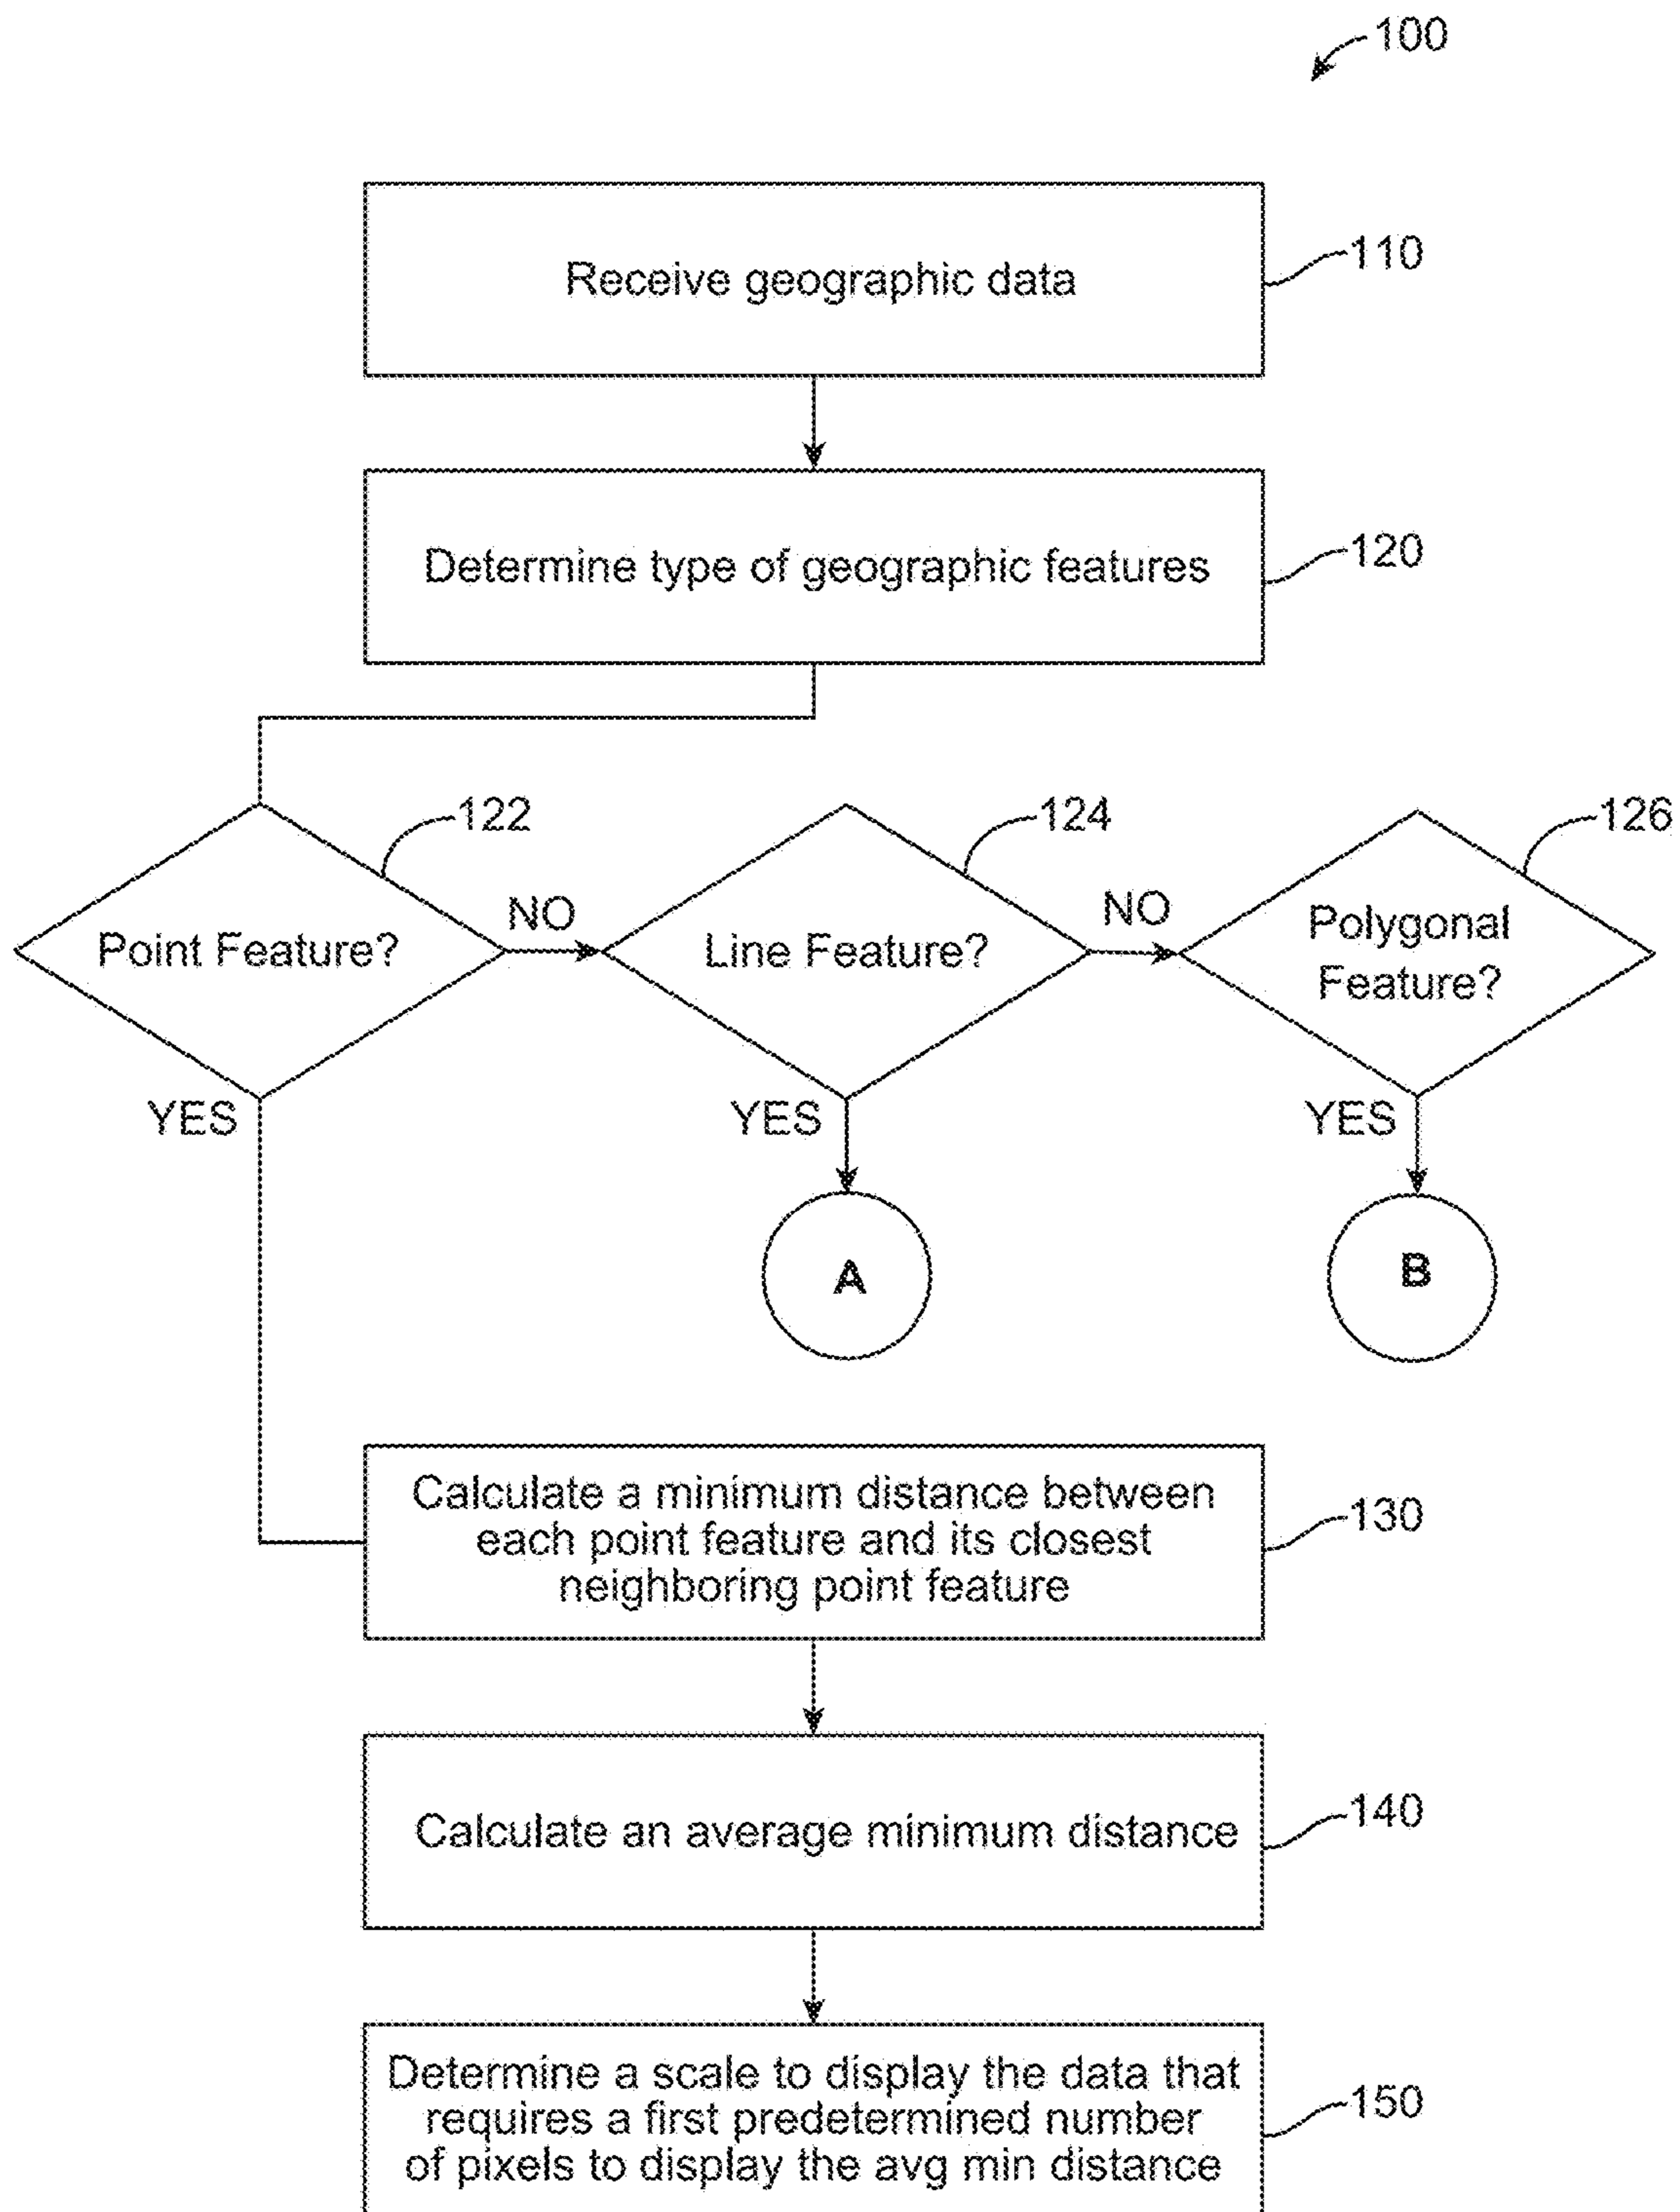 100
Receive geographic data
110
Determine type of geographic features
120
122
124
126
Point Feature?
NO
Line Feature?
NO
Polygonal
Feature?
YES
YES
YES
A
B
Calculate a minimum distance between
each point feature and its closest
neighboring point feature
130
Calculate an average minimum distance
140
Determine a scale to display the data that
requires a first predetermined number
of pixels to display the avg min distance
150